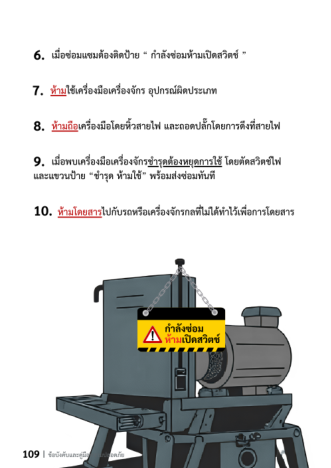 6. เมื่อซ่อมแซมต้องติดป้าย “ กำลังซ่อมห้ามเปิดสวิตช์ ”
7. ห้ามใช้เครื่องมือเครื่องจักร อุปกรณ์ผิดประเภท
8. ห้ามถือเครื่องมือโดยหิ้วสายไฟ และถอดปลั๊กโดยการดึงที่สายไฟ
9. เมื่อพบเครื่องมือเครื่องจักรชำรุดต้องหยุดการใช้ โดยตัดสวิตช์ไฟ
และแขวนป้าย “ชำรุด ห้ามใช้” พร้อมส่งซ่อมทันที
10. ห้ามโดยสารไปกับรถหรือเครื่องจักรกลที่ไม่ได้ทำไว้เพื่อการโดยสาร
กำลังซ่อม
ห้ามเปิดสวิตช์
109 | ข้อบังคับและคู่มือ